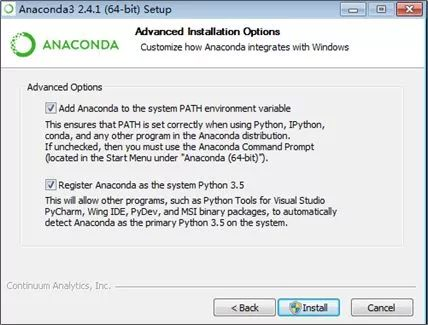 Anaconda3 2.4.1 (64-bit) Setup
ANACONDA
Advanced Installation Options
Customize how Anaconda integrates with Windows
Advanced Options
Add Anaconda to the system PATH environment variable
This ensures that PATH is set correctly when using Python, IPython,
conda, and any other program in the Anaconda distribution.
If unchecked, then you must use the Anaconda Command Prompt
(located in the Start Menu under "Anaconda (64-bit)").
Register Anaconda as the system Python 3.5
This will allow other programs, such as Python Tools for Visual Studio
PyCharm, Wing IDE, PyDev, and MSI binary packages, to automatically
detect Anaconda as the primary Python 3.5 on the system.
Continuum Analytics, Inc.
< Back
Install
Cancel